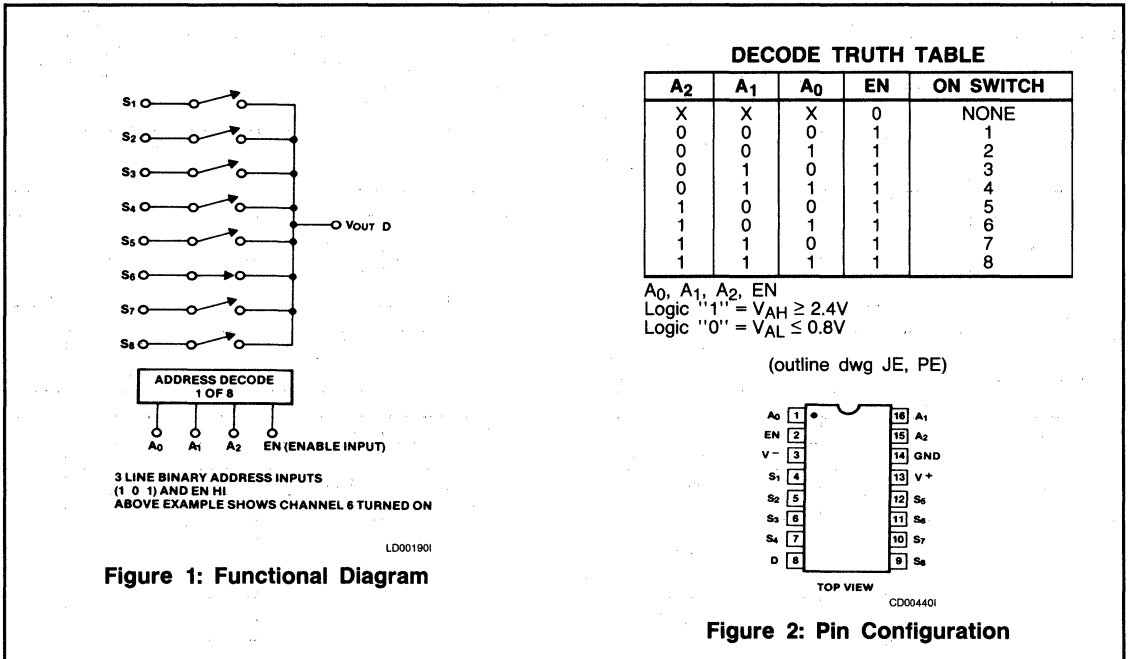 S1
S2
S3
S4
S5
S6
S7
S8
VOUT D
ADDRESS DECODE
1 OF 8
A0 A1 A2 EN (ENABLE INPUT)
3 LINE BINARY ADDRESS INPUTS
(1 0 1) AND EN HI
ABOVE EXAMPLE SHOWS CHANNEL 6 TURNED ON
LD00190I
Figure 1: Functional Diagram
DECODE TRUTH TABLE
A2 A1 A0 EN ON SWITCH
X X X 0 NONE
0 0 0 1 1
0 0 1 1 2
0 1 0 1 3
0 1 1 1 4
1 0 0 1 5
1 0 1 1 6
1 1 0 1 7
1 1 1 1 8
A0, A1, A2, EN
Logic "1" = VAH ≥ 2.4V
Logic "0" = VAL ≤ 0.8V
(outline dwg JE, PE)
A0 1 16 A1
EN 2 15 A2
V− 3 14 GND
S1 4 13 V+
S2 5 12 S5
S3 6 11 S6
S4 7 10 S7
D 8 9 S8
TOP VIEW
CD00440I
Figure 2: Pin Configuration